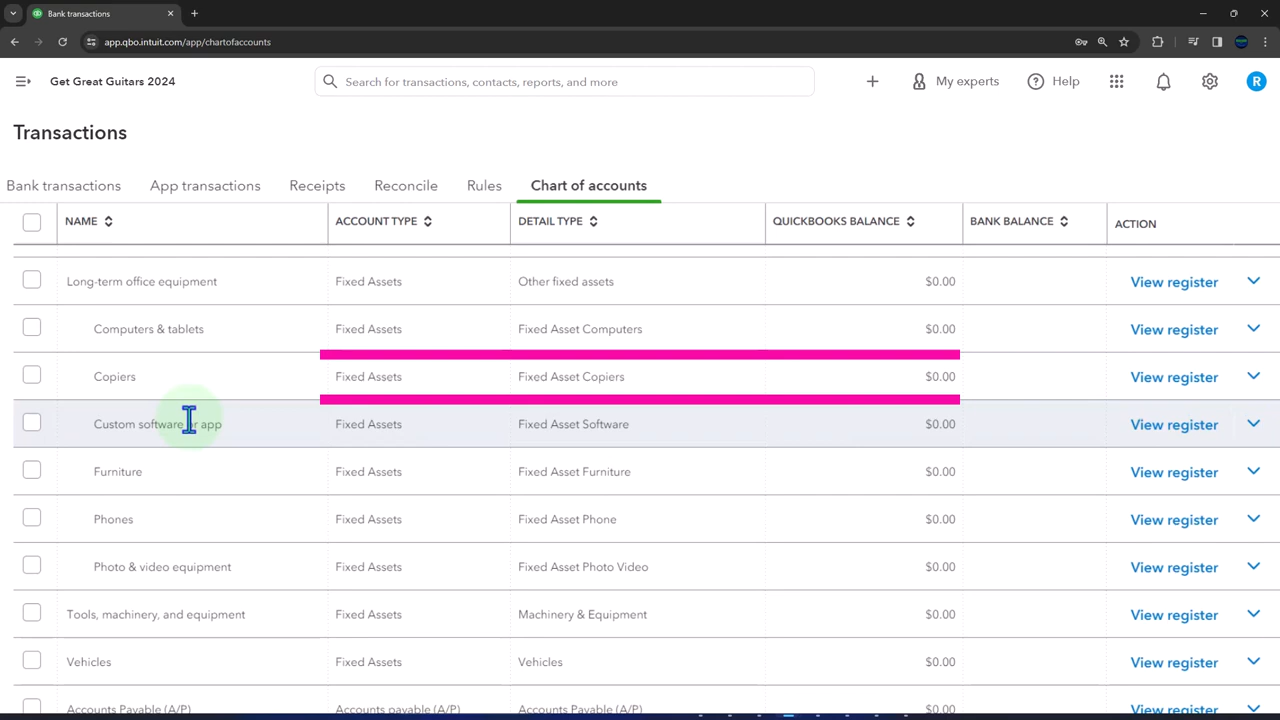 Bank transactions
app.qbo.intuit.com/app/chartofaccounts
Get Great Guitars 2024
Search for transactions, contacts, reports, and more
My experts
Help
R
Transactions
Bank transactions App transactions Receipts Reconcile Rules Chart of accounts
NAME ACCOUNT TYPE DETAIL TYPE QUICKBOOKS BALANCE BANK BALANCE ACTION
Long-term office equipment Fixed Assets Other fixed assets $0.00 View register
Computers & tablets Fixed Assets Fixed Asset Computers $0.00 View register
Copiers Fixed Assets Fixed Asset Copiers $0.00 View register
Custom software or app Fixed Assets Fixed Asset Software $0.00 View register
Furniture Fixed Assets Fixed Asset Furniture $0.00 View register
Phones Fixed Assets Fixed Asset Phone $0.00 View register
Photo & video equipment Fixed Assets Fixed Asset Photo Video $0.00 View register
Tools, machinery, and equipment Fixed Assets Machinery & Equipment $0.00 View register
Vehicles Fixed Assets Vehicles $0.00 View register
Accounts Payable (A/P) Accounts payable (A/P) Accounts Payable (A/P) $0.00 View register